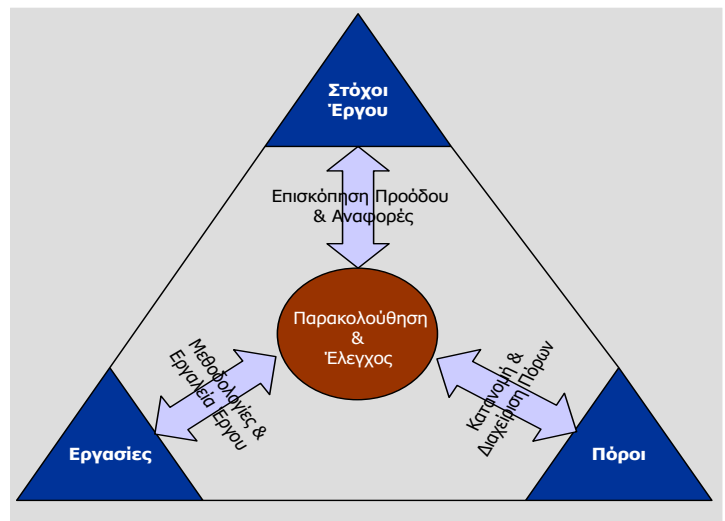 Στόχοι
Έργου
Επισκόπηση Προόδου
& Αναφορές
Παρακολούθηση
&
Έλεγχος
Μεθοδολογίες &
Εργαλεία Έργου
Κατανομή &
Διαχείριση Πόρων
Εργασίες
Πόροι